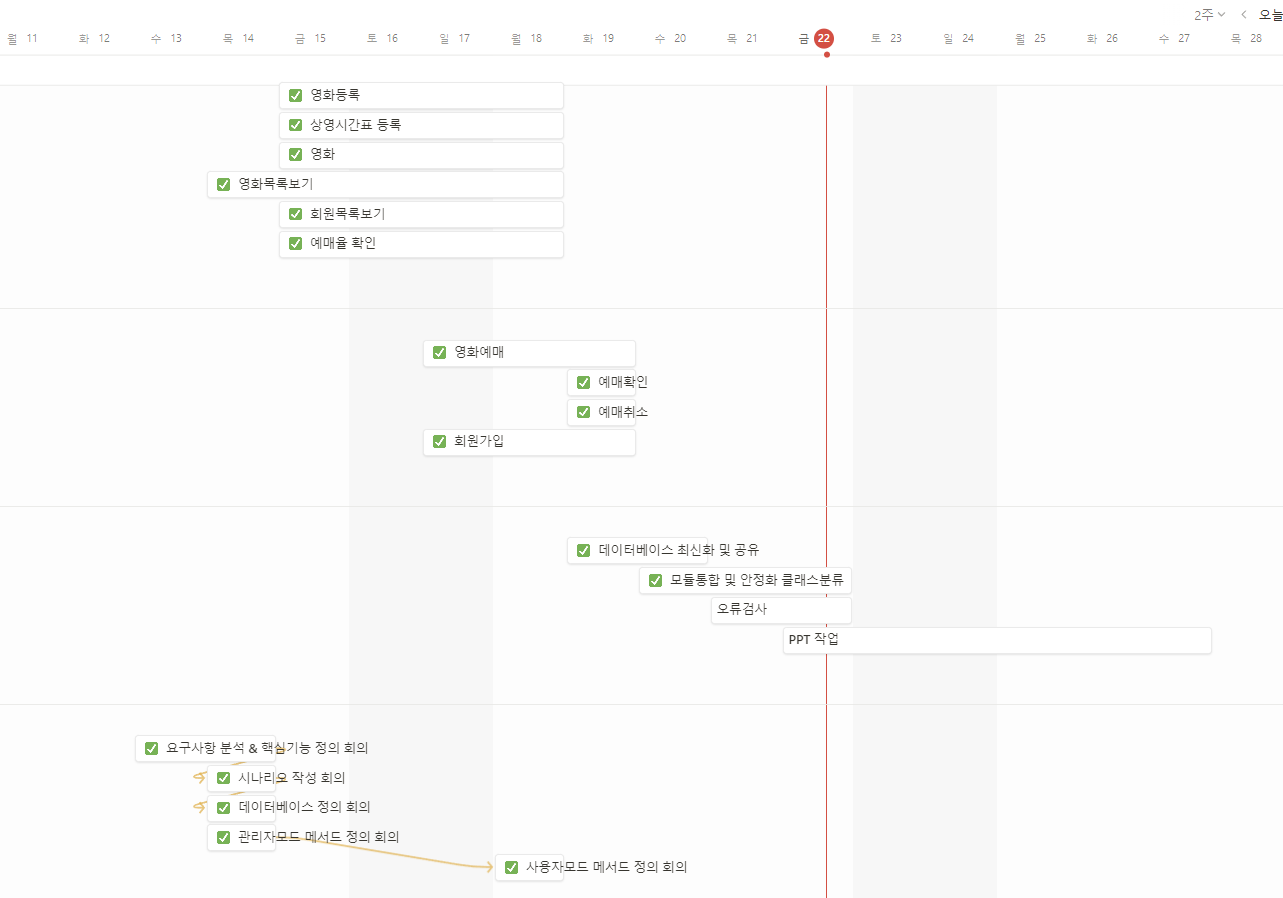 2주 오늘
월 11 화 12 수 13 목 14 금 15 토 16 일 17 월 18 화 19 수 20 목 21 금 22 토 23 일 24 월 25 화 26 수 27 목 28
영화등록
상영시간표 등록
영화
영화목록보기
회원목록보기
예매율 확인
영화예매
예매확인
예매취소
회원가입
데이터베이스 최신화 및 공유
모듈통합 및 안정화 클래스분류
오류검사
PPT 작업
요구사항 분석 & 핵심기능 정의 회의
시나리오 작성 회의
데이터베이스 정의 회의
관리자모드 메서드 정의 회의
사용자모드 메서드 정의 회의